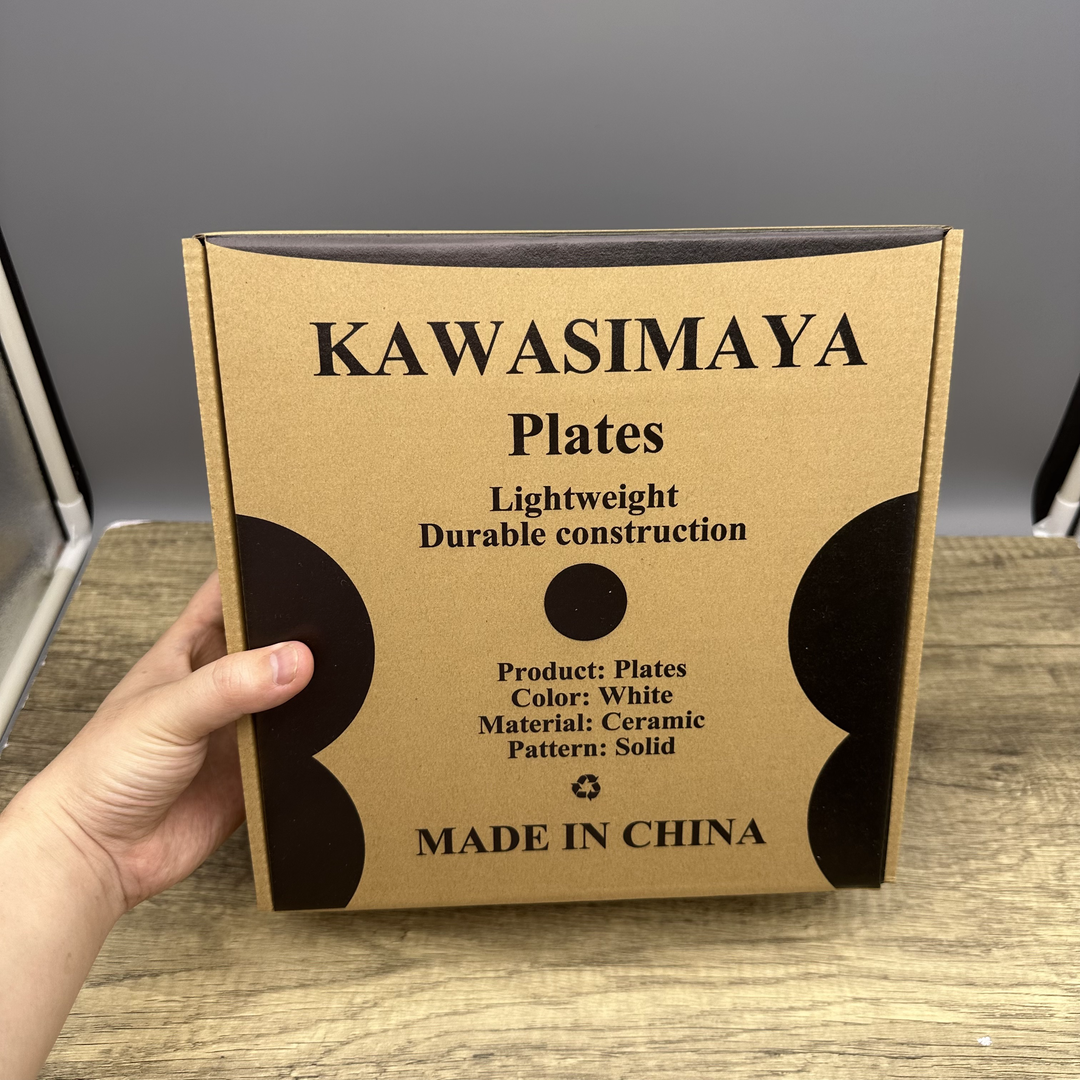 KAWASIMAYA
Plates
Lightweight
Durable construction
Product: Plates
Color: White
Material: Ceramic
Pattern: Solid
MADE IN CHINA